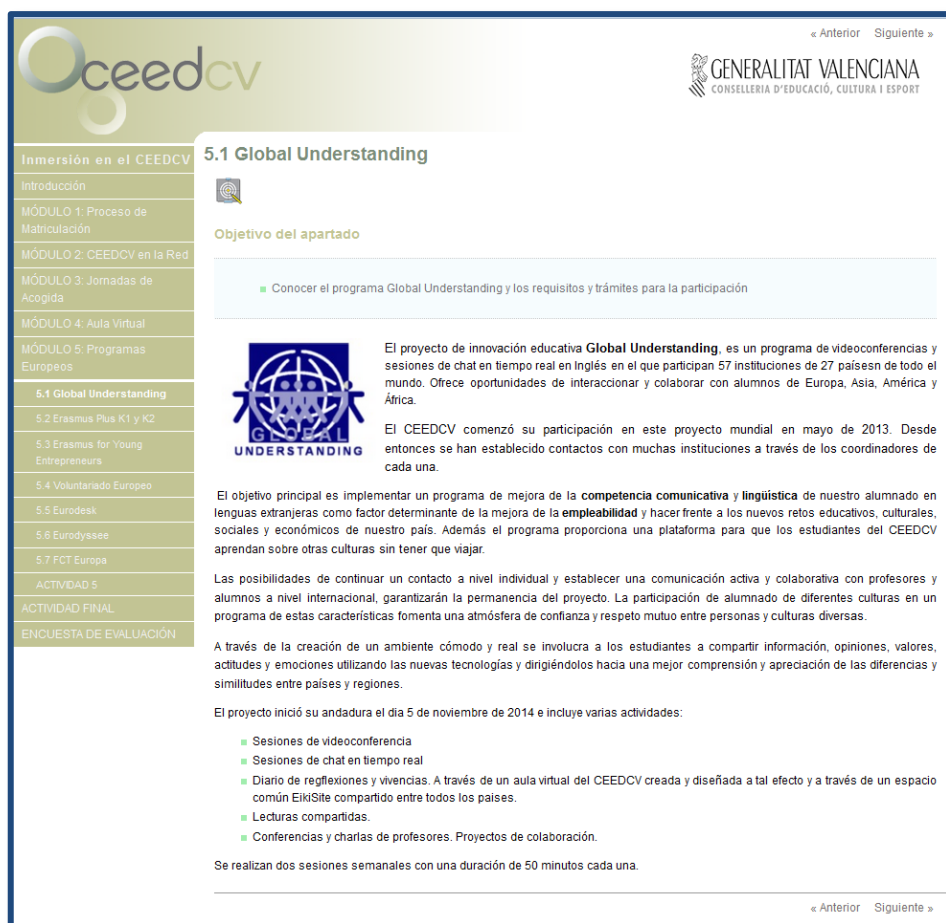 « Anterior Siguiente »
ceedcv
GENERALITAT VALENCIANA
CONSELLERIA D'EDUCACIÓ, CULTURA I ESPORT
Inmersión en el CEEDCV
Introducción
MÓDULO 1: Proceso de
Matriculación
MÓDULO 2: CEEDCV en la Red
MÓDULO 3: Jornadas de
Acogida
MÓDULO 4: Aula Virtual
MÓDULO 5: Programas
Europeos
5.1 Global Understanding
5.2 Erasmus Plus K1 y K2
5.3 Erasmus for Young
Entrepreneurs
5.4 Voluntariado Europeo
5.5 Eurodesk
5.6 Eurodyssee
5.7 FCT Europa
ACTIVIDAD 5
ACTIVIDAD FINAL
ENCUESTA DE EVALUACIÓN
5.1 Global Understanding
Objetivo del apartado
Conocer el programa Global Understanding y los requisitos y trámites para la participación
GLOBAL
UNDERSTANDING
El proyecto de innovación educativa Global Understanding, es un programa de videoconferencias y
sesiones de chat en tiempo real en Inglés en el que participan 57 instituciones de 27 paísesn de todo el
mundo. Ofrece oportunidades de interaccionar y colaborar con alumnos de Europa, Asia, América y
África.
El CEEDCV comenzó su participación en este proyecto mundial en mayo de 2013. Desde
entonces se han establecido contactos con muchas instituciones a través de los coordinadores de
cada una.
El objetivo principal es implementar un programa de mejora de la competencia comunicativa y lingüística de nuestro alumnado en
lenguas extranjeras como factor determinante de la mejora de la empleabilidad y hacer frente a los nuevos retos educativos, culturales,
sociales y económicos de nuestro país. Además el programa proporciona una plataforma para que los estudiantes del CEEDCV
aprendan sobre otras culturas sin tener que viajar.
Las posibilidades de continuar un contacto a nivel individual y establecer una comunicación activa y colaborativa con profesores y
alumnos a nivel internacional, garantizarán la permanencia del proyecto. La participación de alumnado de diferentes culturas en un
programa de estas características fomenta una atmósfera de confianza y respeto mutuo entre personas y culturas diversas.
A través de la creación de un ambiente cómodo y real se involucra a los estudiantes a compartir información, opiniones, valores,
actitudes y emociones utilizando las nuevas tecnologías y dirigiéndolos hacia una mejor comprensión y apreciación de las diferencias y
similitudes entre países y regiones.
El proyecto inició su andadura el dia 5 de noviembre de 2014 e incluye varias actividades:
Sesiones de videoconferencia
Sesiones de chat en tiempo real
Diario de regflexiones y vivencias. A través de un aula virtual del CEEDCV creada y diseñada a tal efecto y a través de un espacio
común EikiSite compartido entre todos los paises.
Lecturas compartidas.
Conferencias y charlas de profesores. Proyectos de colaboración.
Se realizan dos sesiones semanales con una duración de 50 minutos cada una.
« Anterior Siguiente »